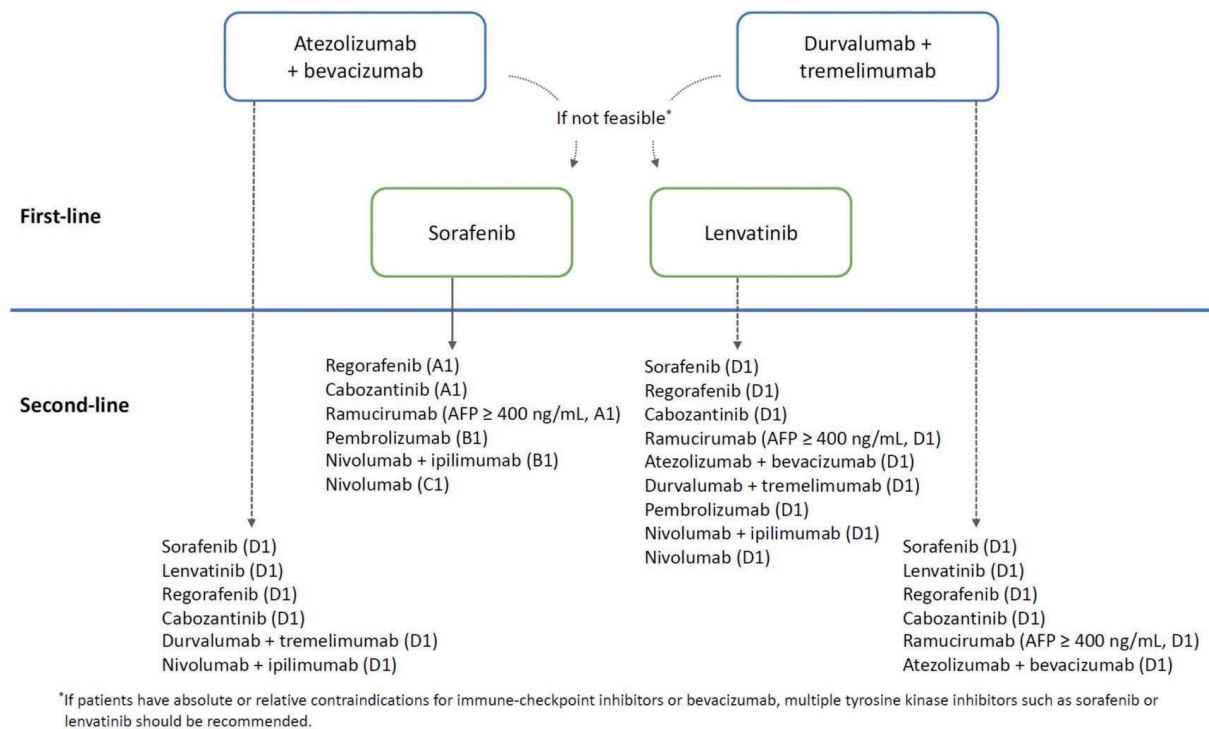 Atezolizumab
+ bevacizumab
Durvalumab +
tremelimumab
If not feasible*
First-line
Sorafenib
Lenvatinib
Second-line
Regorafenib (A1)
Cabozantinib (A1)
Ramucirumab (AFP ≥ 400 ng/mL, A1)
Pembrolizumab (B1)
Nivolumab + ipilimumab (B1)
Nivolumab (C1)
Sorafenib (D1)
Regorafenib (D1)
Cabozantinib (D1)
Ramucirumab (AFP ≥ 400 ng/mL, D1)
Atezolizumab + bevacizumab (D1)
Durvalumab + tremelimumab (D1)
Pembrolizumab (D1)
Nivolumab + ipilimumab (D1)
Nivolumab (D1)
Sorafenib (D1)
Lenvatinib (D1)
Regorafenib (D1)
Cabozantinib (D1)
Durvalumab + tremelimumab (D1)
Nivolumab + ipilimumab (D1)
Sorafenib (D1)
Lenvatinib (D1)
Regorafenib (D1)
Cabozantinib (D1)
Ramucirumab (AFP ≥ 400 ng/mL, D1)
Atezolizumab + bevacizumab (D1)
*If patients have absolute or relative contraindications for immune-checkpoint inhibitors or bevacizumab, multiple tyrosine kinase inhibitors such as sorafenib or
lenvatinib should be recommended.